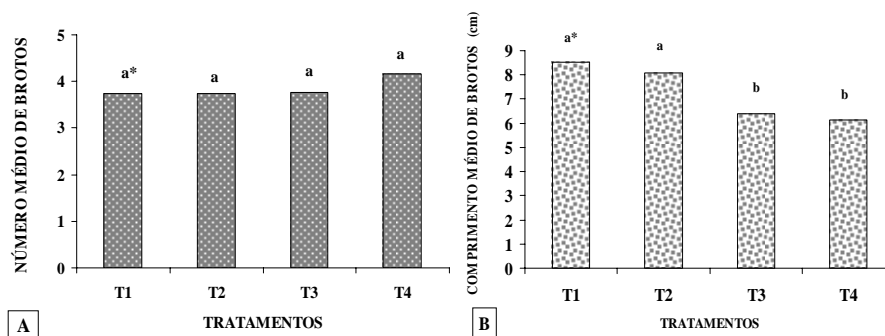 NÚMERO MÉDIO DE BROTOS
5
4
3
2
1
0
a*
a
a
a
T1
T2
T3
T4
TRATAMENTOS
A
COMPRIMENTO MÉDIO DE BROTOS (cm)
9
8
7
6
5
4
3
2
1
0
a*
a
b
b
T1
T2
T3
T4
TRATAMENTOS
B